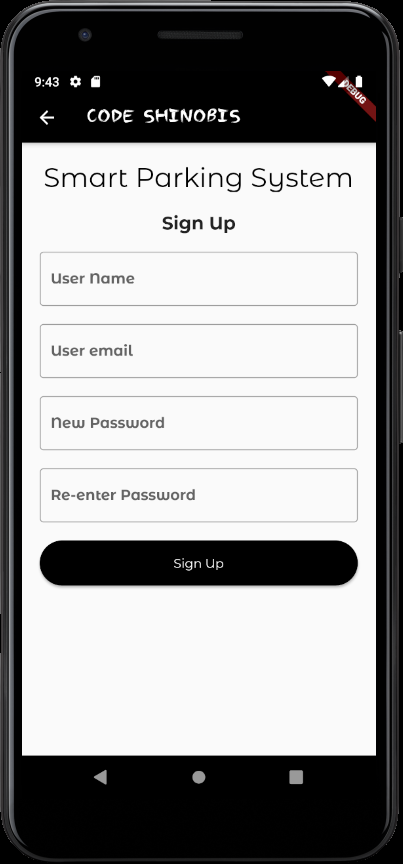 9:43
DEBUG
CODE SHINOBIS
Smart Parking System
Sign Up
User Name
User email
New Password
Re-enter Password
Sign Up